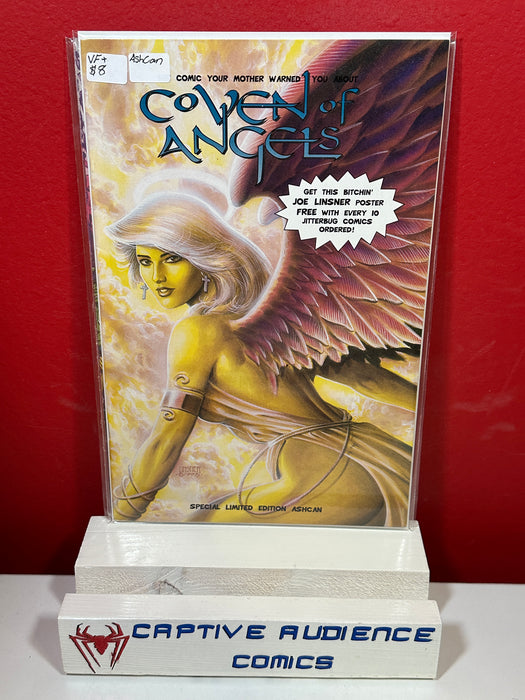 VF+
$8
AshCan
COMIC YOUR MOTHER WARNED YOU ABOUT
COVEN of
ANGELS
GET THIS BITCHIN'
JOE LINSNER POSTER
FREE WITH EVERY 10
JITTERBUG COMICS
ORDERED!
LINSNER
SPECIAL LIMITED EDITION ASHCAN
CAPTIVE AUDIENCE
COMICS